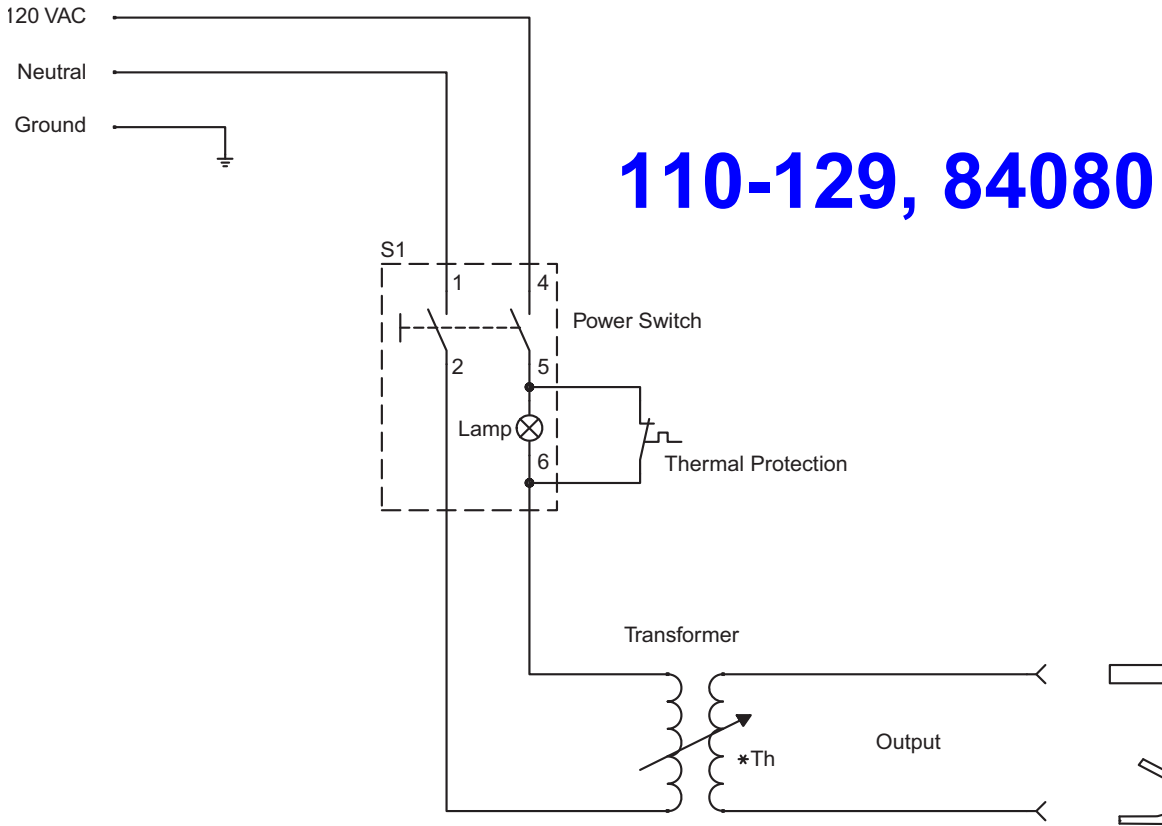 120 VAC
Neutral
Ground
110-129, 84080
S1
1
4
Power Switch
2
5
Lamp
6
Thermal Protection
Transformer
Output
*Th